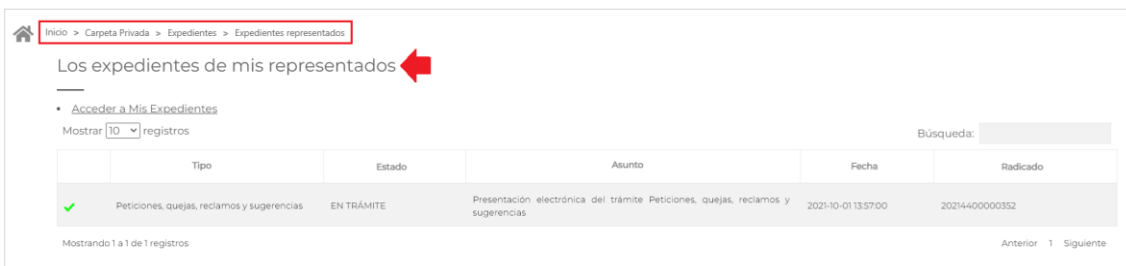 Inicio > Carpeta Privada > Expedientes > Expedientes representados
Los expedientes de mis representados
• Acceder a Mis Expedientes
Mostrar 10 registros
Búsqueda:
Tipo Estado Asunto Fecha Radicado
Peticiones, quejas, reclamos y sugerencias EN TRÁMITE Presentación electrónica del trámite Peticiones, quejas, reclamos y 2021-10-01 13:57:00 20214400000352
sugerencias
Mostrando 1 a 1 de 1 registros
Anterior 1 Siguiente